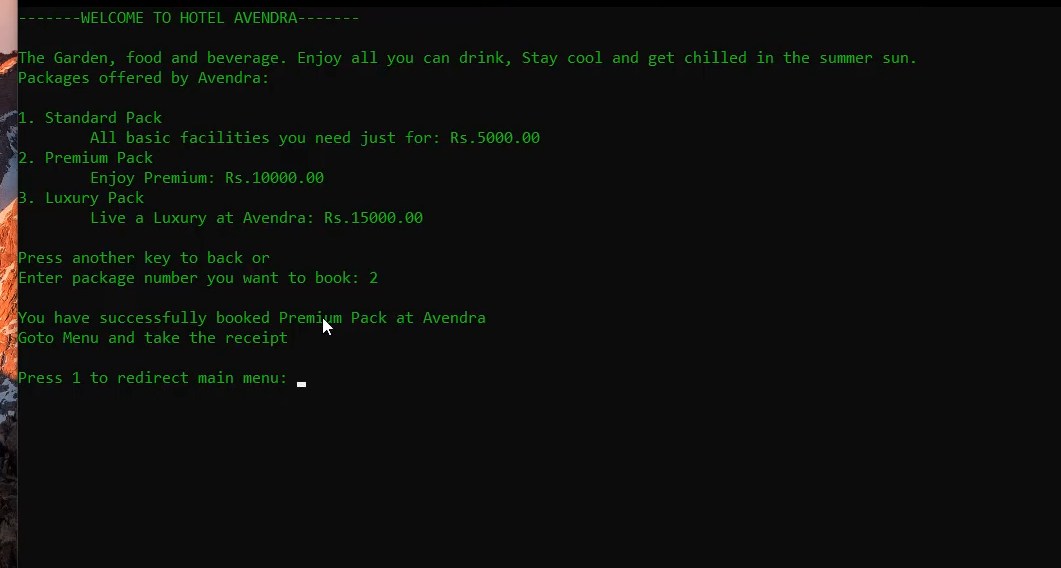 -------WELCOME TO HOTEL AVENDRA-------
The Garden, food and beverage. Enjoy all you can drink, Stay cool and get chilled in the summer sun.
Packages offered by Avendra:
1. Standard Pack
All basic facilities you need just for: Rs.5000.00
2. Premium Pack
Enjoy Premium: Rs.10000.00
3. Luxury Pack
Live a Luxury at Avendra: Rs.15000.00
Press another key to back or
Enter package number you want to book: 2
You have successfully booked Premium Pack at Avendra
Goto Menu and take the receipt
Press 1 to redirect main menu: